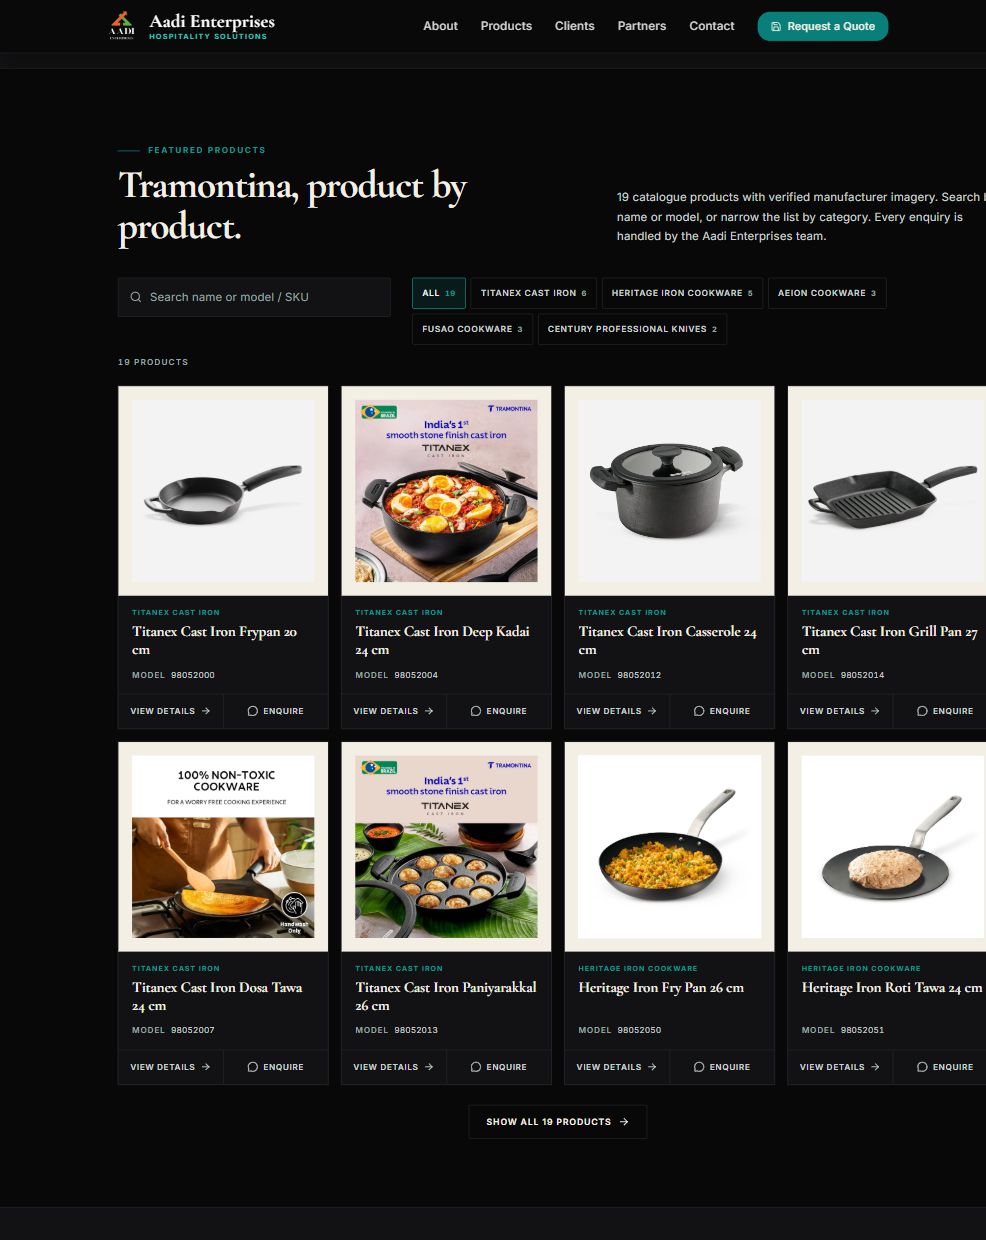 AADI
Aadi Enterprises
HOSPITALITY SOLUTIONS
About
Products
Clients
Partners
Contact
Request a Quote
FEATURED PRODUCTS
Tramontina, product by
product.
19 catalogue products with verified manufacturer imagery. Search
name or model, or narrow the list by category. Every enquiry is
handled by the Aadi Enterprises team.
Search name or model / SKU
ALL 19
TITANEX CAST IRON 6
HERITAGE IRON COOKWARE 5
AEION COOKWARE 3
FUSAO COOKWARE 3
CENTURY PROFESSIONAL KNIVES 2
19 PRODUCTS
BRAZIL
TRAMONTINA
India's 1st
smooth stone finish cast iron
TITANEX
CAST IRON
TITANEX CAST IRON
Titanex Cast Iron Frypan 20
cm
MODEL 98052000
VIEW DETAILS →
ENQUIRE
TITANEX CAST IRON
Titanex Cast Iron Deep Kadai
24 cm
MODEL 98052004
VIEW DETAILS →
ENQUIRE
TITANEX CAST IRON
Titanex Cast Iron Casserole 24
cm
MODEL 98052012
VIEW DETAILS →
ENQUIRE
TITANEX CAST IRON
Titanex Cast Iron Grill Pan 27
cm
MODEL 98052014
VIEW DETAILS →
ENQUIRE
100% NON-TOXIC
COOKWARE
FOR A WORRY FREE COOKING EXPERIENCE
Handwash
Only
BRAZIL
TRAMONTINA
India's 1st
smooth stone finish cast iron
TITANEX
CAST IRON
TITANEX CAST IRON
Titanex Cast Iron Dosa Tawa
24 cm
MODEL 98052007
VIEW DETAILS →
ENQUIRE
TITANEX CAST IRON
Titanex Cast Iron Paniyarakkal
26 cm
MODEL 98052013
VIEW DETAILS →
ENQUIRE
HERITAGE IRON COOKWARE
Heritage Iron Fry Pan 26 cm
MODEL 98052050
VIEW DETAILS →
ENQUIRE
HERITAGE IRON COOKWARE
Heritage Iron Roti Tawa 24 cm
MODEL 98052051
VIEW DETAILS →
ENQUIRE
SHOW ALL 19 PRODUCTS →